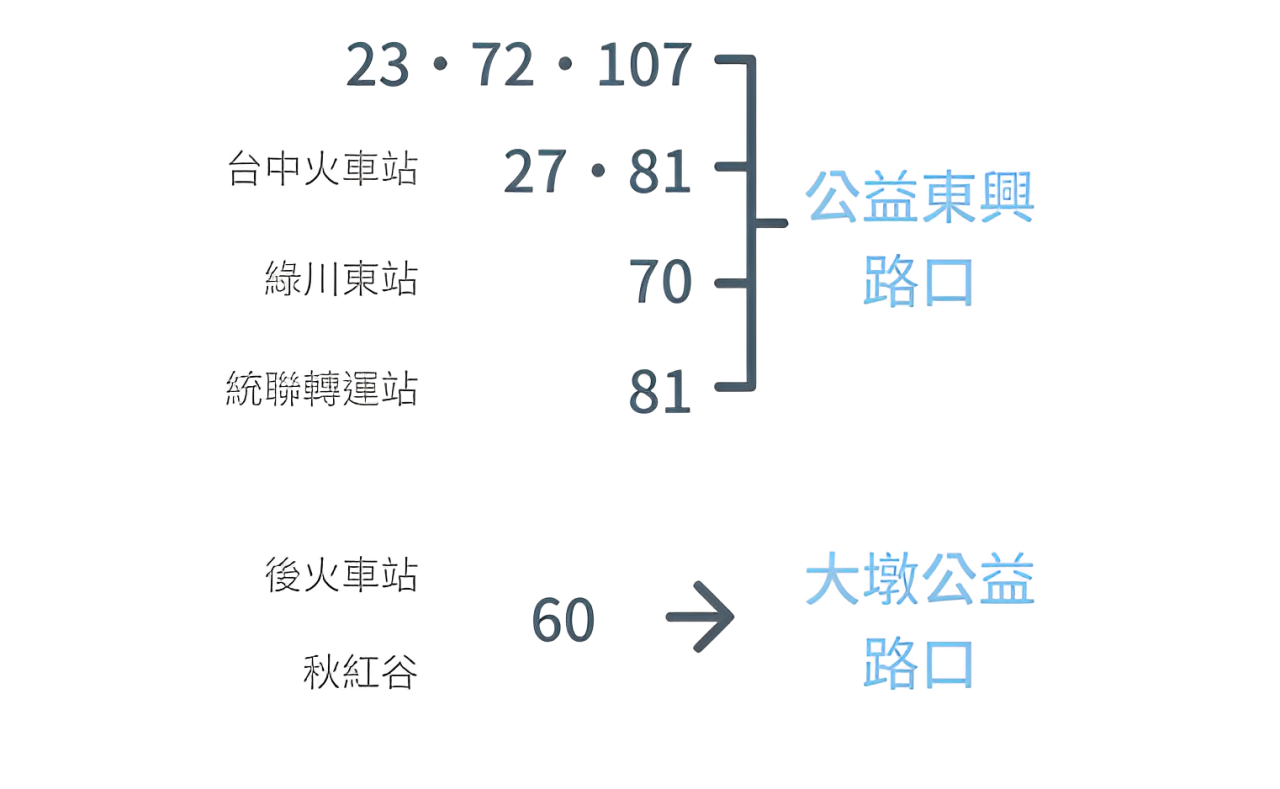 23・72・107
台中火車站 27・81
公益東興
綠川東站 70
路口
統聯轉運站 81
後火車站
大墩公益
60
秋紅谷
路口